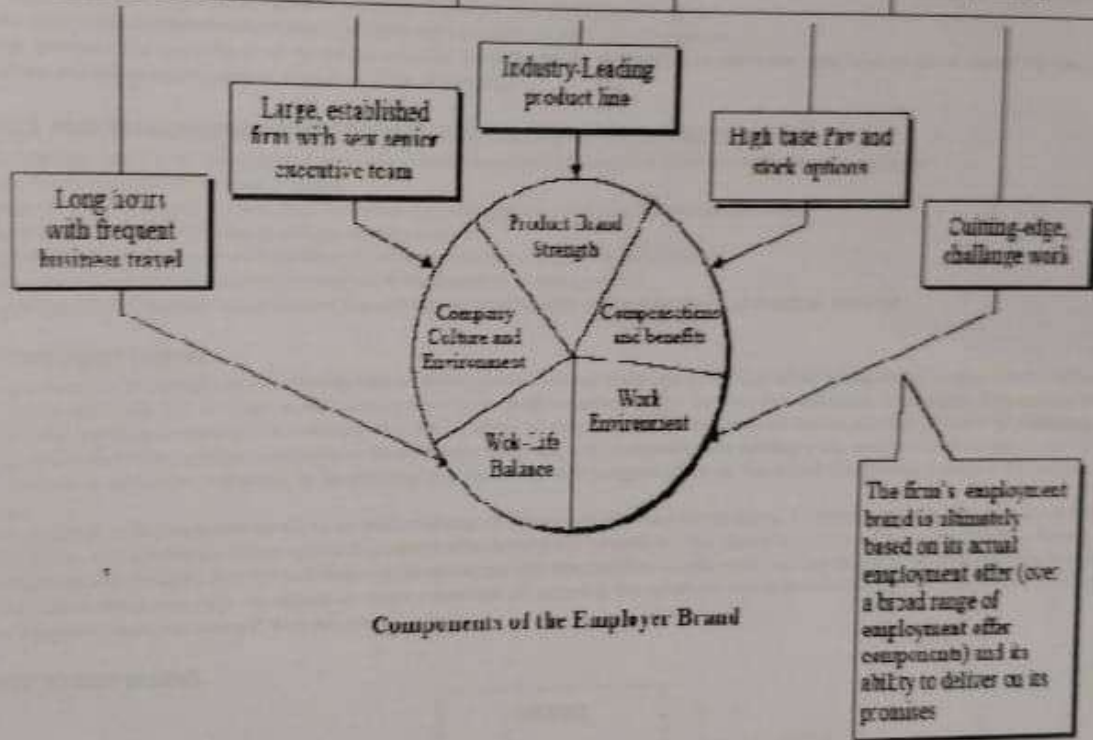 Industry-Leading
product line
Large, established
firm with new senior
executive team
High base Pay and
stock options
Long hours
with frequent
business travel
Cutting-edge,
challange work
Product Brand
Strength
Company
Culture and
Environment
Compensations
and benefits
Work
Environment
Wok-Life
Balance
The firm's employment
brand is ultimately
based on its actual
employment offer (over
a broad range of
employment offer
components) and its
ability to deliver on its
promises
Components of the Employer Brand